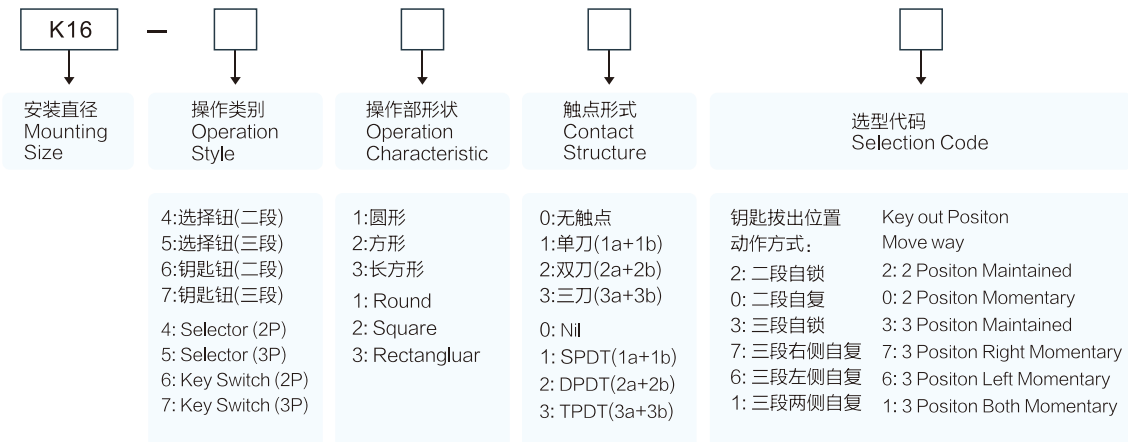 K16 —
安装直径
Mounting
Size
操作类别
Operation
Style
操作部形状
Operation
Characteristic
触点形式
Contact
Structure
选型代码
Selection Code
4:选择钮(二段)
5:选择钮(三段)
6:钥匙钮(二段)
7:钥匙钮(三段)
4: Selector (2P)
5: Selector (3P)
6: Key Switch (2P)
7: Key Switch (3P)
1:圆形
2:方形
3:长方形
1: Round
2: Square
3: Rectangluar
0:无触点
1:单刀(1a+1b)
2:双刀(2a+2b)
3:三刀(3a+3b)
0: Nil
1: SPDT(1a+1b)
2: DPDT(2a+2b)
3: TPDT(3a+3b)
钥匙拔出位置 Key out Positon
动作方式: Move way
2: 二段自锁 2: 2 Positon Maintained
0: 二段自复 0: 2 Positon Momentary
3: 三段自锁 3: 3 Positon Maintained
7: 三段右侧自复 7: 3 Positon Right Momentary
6: 三段左侧自复 6: 3 Positon Left Momentary
1: 三段两侧自复 1: 3 Positon Both Momentary